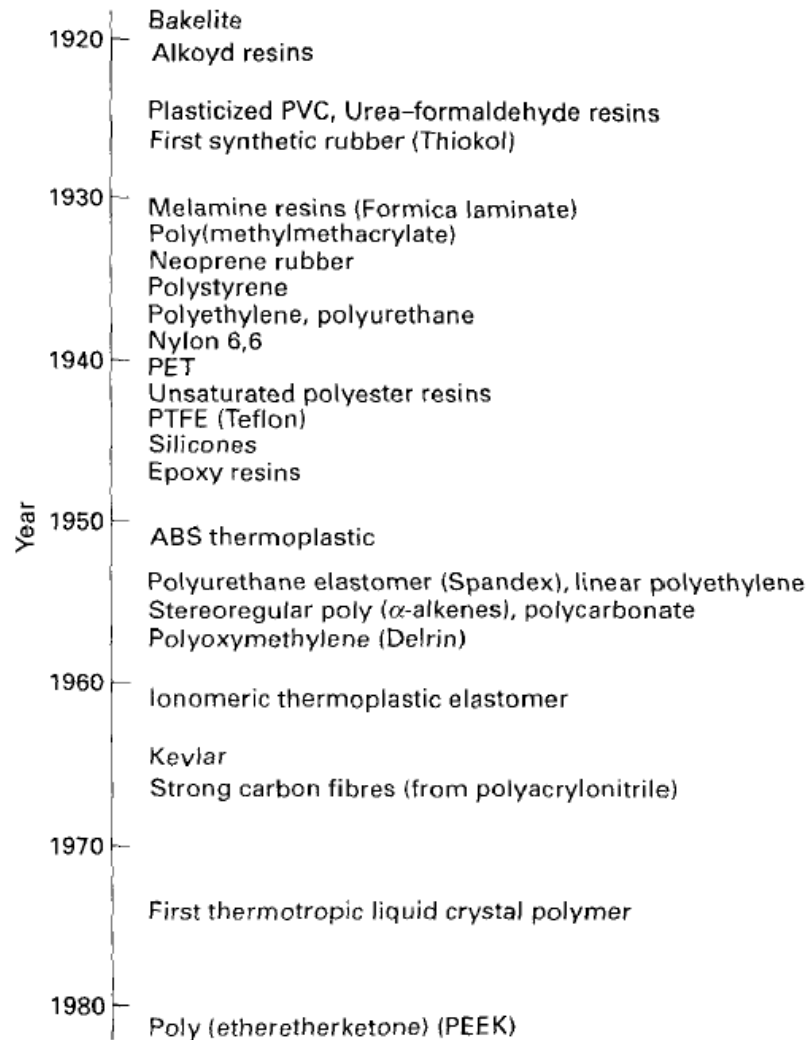 Bakelite
1920
Alkoyd resins
Plasticized PVC, Urea–formaldehyde resins
First synthetic rubber (Thiokol)
1930
Melamine resins (Formica laminate)
Poly(methylmethacrylate)
Neoprene rubber
Polystyrene
Polyethylene, polyurethane
Nylon 6,6
1940
PET
Unsaturated polyester resins
PTFE (Teflon)
Silicones
Epoxy resins
Year
1950
ABS thermoplastic
Polyurethane elastomer (Spandex), linear polyethylene
Stereoregular poly (α-alkenes), polycarbonate
Polyoxymethylene (Delrin)
1960
Ionomeric thermoplastic elastomer
Kevlar
Strong carbon fibres (from polyacrylonitrile)
1970
First thermotropic liquid crystal polymer
1980
Poly (etheretherketone) (PEEK)